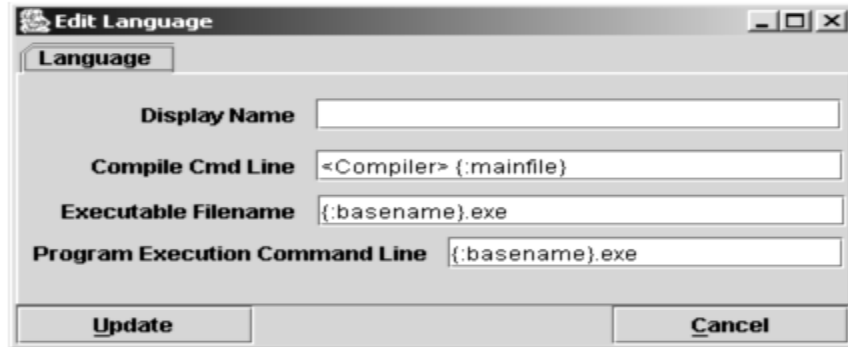 Edit Language
Language
Display Name
Compile Cmd Line <Compiler> {:mainfile}
Executable Filename {:basename}.exe
Program Execution Command Line {:basename}.exe
Update Cancel